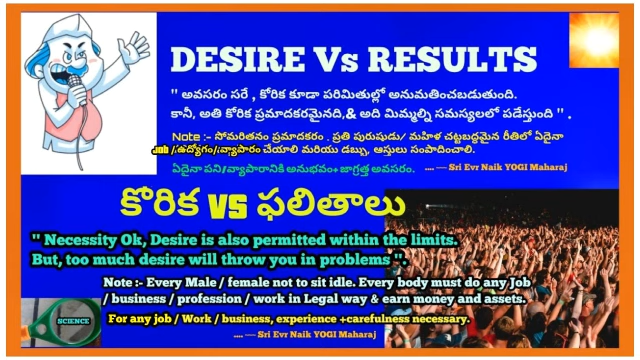 DESIRE Vs RESULTS
" అవసరం సరే , కోరిక కూడా పరిమితుల్లో అనుమతించబడుతుంది.
కానీ, అతి కోరిక ప్రమాదకరమైనది,& అది మిమ్మల్ని సమస్యలలో పడేస్తుంది " .
Note :- సోమరితనం ప్రమాదకరం . ప్రతి పురుషుడు/ మహిళ చట్టబద్ధమైన రీతిలో ఏదైనా
Job /ఉద్యోగం/వ్యాపారం చేయాలి మరియు డబ్బు, ఆస్తులు సంపాదించాలి.
ఏదైనా పని/వ్యాపారానికి అనుభవం+ జాగ్రత్త అవసరం. .... — Sri Evr Naik YOGI Maharaj
కోరిక vs ఫలితాలు
" Necessity Ok, Desire is also permitted within the limits.
But, too much desire will throw you in problems ".
Note :- Every Male / female not to sit idle. Every body must do any Job
/ business / profession / work in Legal way & earn money and assets.
SCIENCE
For any job / Work / business, experience +carefulness necessary.
.... — Sri Evr Naik YOGI Maharaj